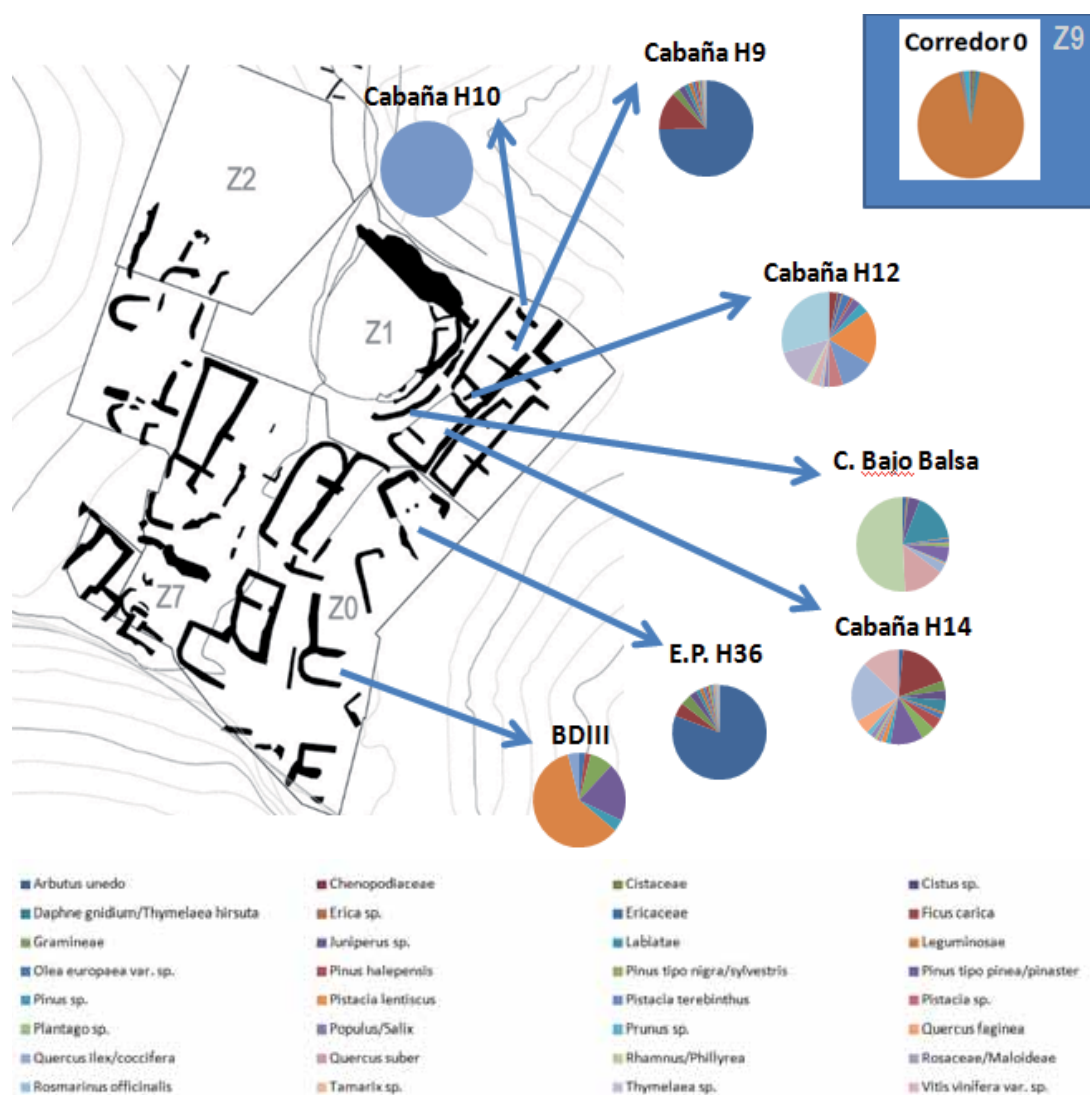 Cabaña H9
Corredor 0
Z9
Cabaña H10
Z2
Cabaña H12
Z1
C. Bajo Balsa
Z7
Z0
Cabaña H14
E.P. H36
BDIII
Arbutus unedo
Chenopodiaceae
Cistaceae
Cistus sp.
Daphne gnidium/Thymelaea hirsuta
Erica sp.
Ericaceae
Ficus carica
Gramineae
Juniperus sp.
Labiatae
Leguminosae
Olea europaea var. sp.
Pinus halepensis
Pinus tipo nigra/sylvestris
Pinus tipo pinea/pinaster
Pinus sp.
Pistacia lentiscus
Pistacia terebinthus
Pistacia sp.
Plantago sp.
Populus/Salix
Prunus sp.
Quercus faginea
Quercus ilex/coccifera
Quercus suber
Rhamnus/Phillyrea
Rosaceae/Maloideae
Rosmarinus officinalis
Tamarix sp.
Thymelaea sp.
Vitis vinifera var. sp.